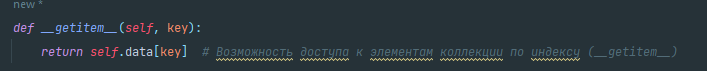 new *
def __getitem__(self, key):
return self.data[key]  # Возможность доступа к элементам коллекции по индексу (__getitem__)